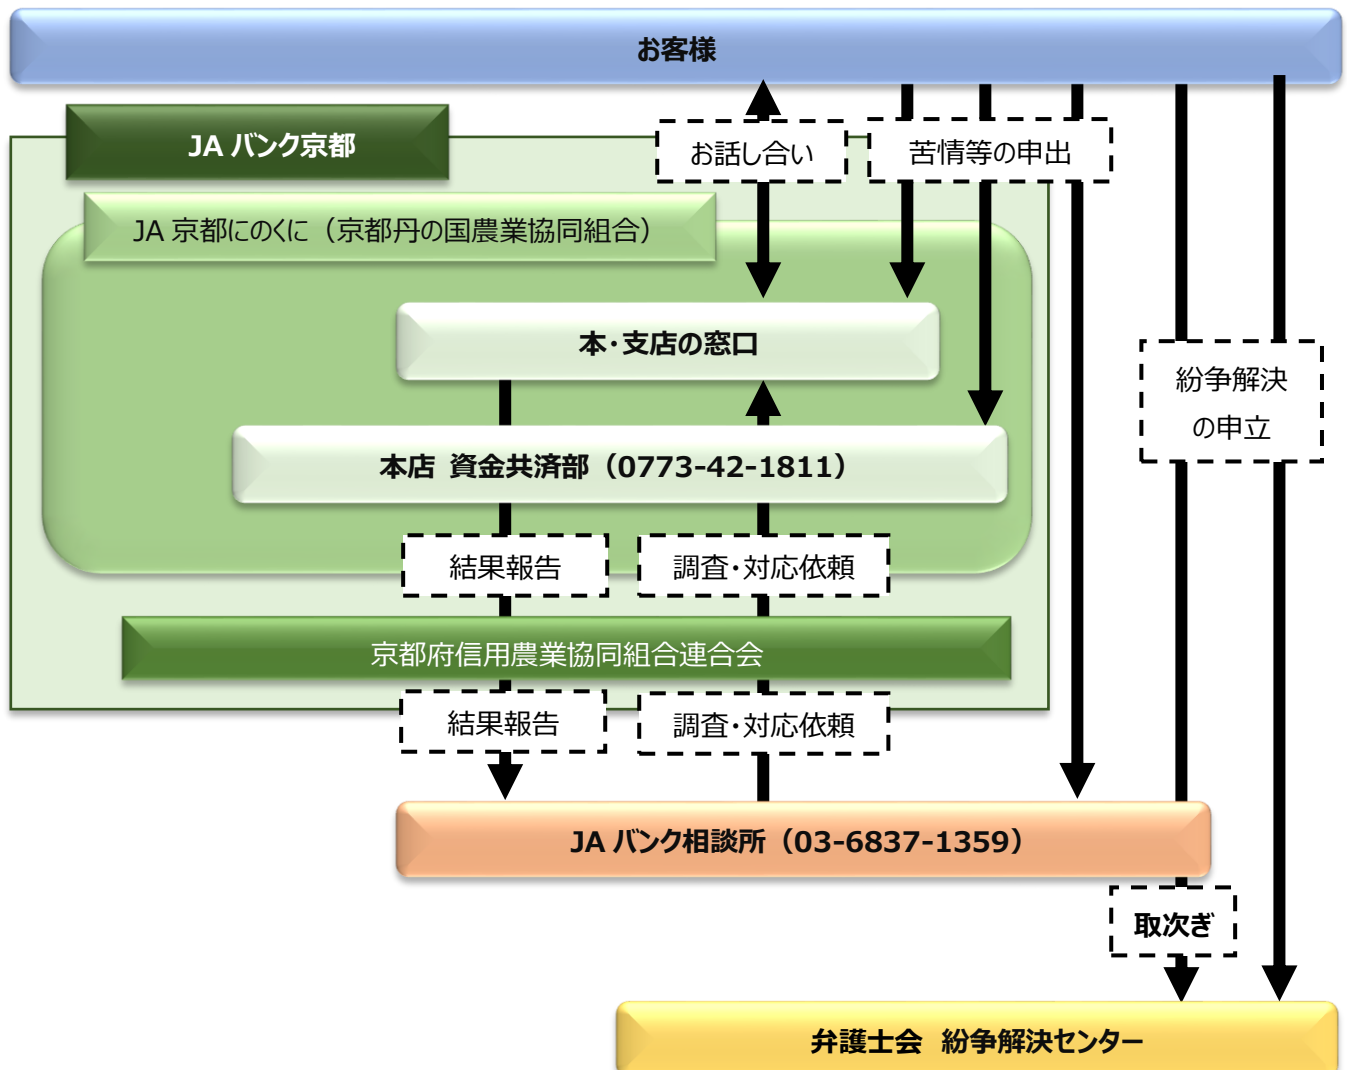 お客様
JA バンク京都
お話し合い
苦情等の申出
JA 京都にのくに（京都丹の国農業協同組合）
本・支店の窓口
紛争解決
の申立
本店 資金共済部（0773-42-1811）
結果報告
調査・対応依頼
京都府信用農業協同組合連合会
結果報告
調査・対応依頼
JA バンク相談所（03-6837-1359）
取次ぎ
弁護士会 紛争解決センター